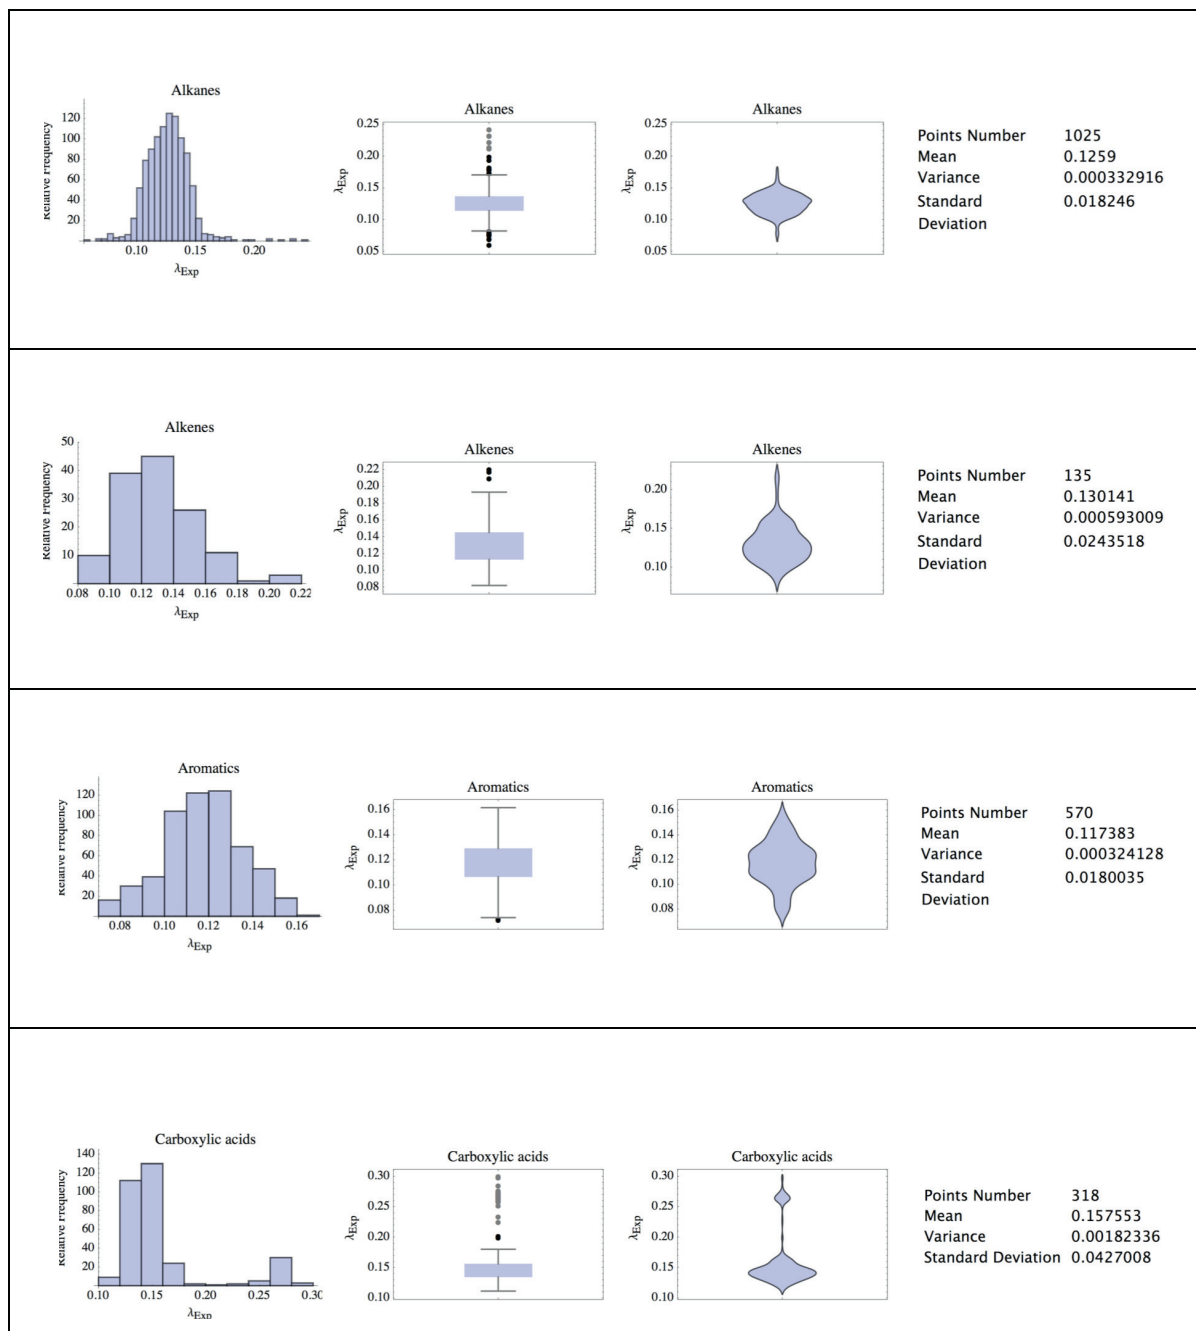 Alkanes
Relative Frequency
120
100
80
60
40
20
0.10 0.15 0.20
λExp
Alkanes
λExp
0.25
0.20
0.15
0.10
0.05
Alkanes
λExp
0.25
0.20
0.15
0.10
0.05
Points Number 1025
Mean 0.1259
Variance 0.000332916
Standard 0.018246
Deviation
Alkenes
Relative Frequency
50
40
30
20
10
0.08 0.10 0.12 0.14 0.16 0.18 0.20 0.22
λExp
Alkenes
λExp
0.22
0.20
0.18
0.16
0.14
0.12
0.10
0.08
Alkenes
λExp
0.20
0.15
0.10
Points Number 135
Mean 0.130141
Variance 0.000593009
Standard 0.0243518
Deviation
Aromatics
Relative Frequency
120
100
80
60
40
20
0.08 0.10 0.12 0.14 0.16
λExp
Aromatics
λExp
0.16
0.14
0.12
0.10
0.08
Aromatics
λExp
0.16
0.14
0.12
0.10
0.08
Points Number 570
Mean 0.117383
Variance 0.000324128
Standard 0.0180035
Deviation
Carboxylic acids
Relative Frequency
140
120
100
80
60
40
20
0.10 0.15 0.20 0.25 0.30
λExp
Carboxylic acids
λExp
0.30
0.25
0.20
0.15
0.10
Carboxylic acids
λExp
0.30
0.25
0.20
0.15
0.10
Points Number 318
Mean 0.157553
Variance 0.00182336
Standard Deviation 0.0427008